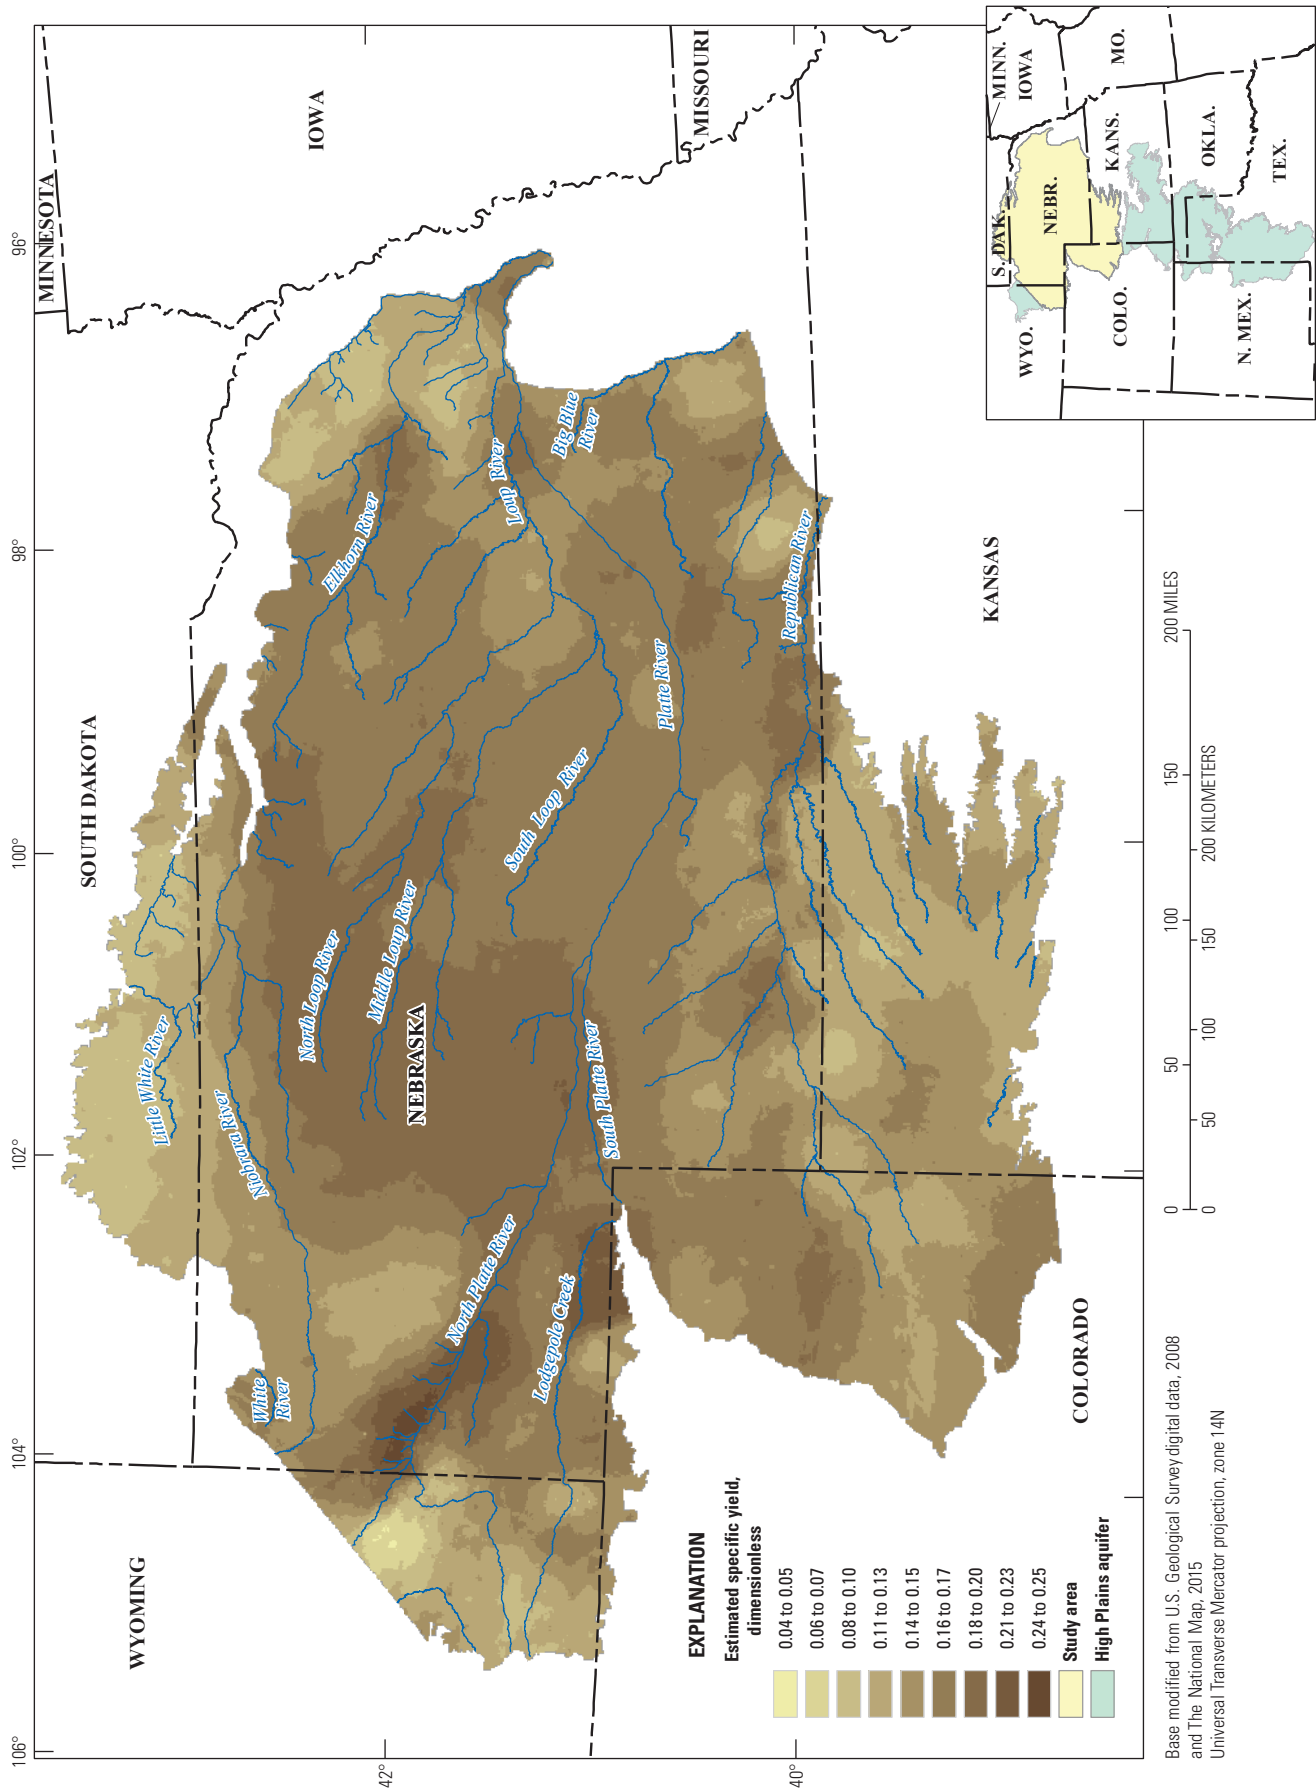 106°
104°
102°
100°
98°
96°
42°
40°
WYOMING
SOUTH DAKOTA
MINNESOTA
IOWA
MISSOURI
NEBRASKA
COLORADO
KANSAS
White
River
Niobrara River
Little White River
North Loop River
Middle Loup River
South Loop River
Elkhorn River
Loup River
Big Blue
River
Platte River
North Platte River
South Platte River
Lodgepole Creek
Republican River
EXPLANATION
Estimated specific yield,
dimensionless
0.04 to 0.05
0.06 to 0.07
0.08 to 0.10
0.11 to 0.13
0.14 to 0.15
0.16 to 0.17
0.18 to 0.20
0.21 to 0.23
0.24 to 0.25
Study area
High Plains aquifer
Base modified from U.S. Geological Survey digital data, 2008
and The National Map, 2015
Universal Transverse Mercator projection, zone 14N
0 50 100 150 200 MILES
0 50 100 150 200 KILOMETERS
WYO.
S. DAK.
MINN.
IOWA
NEBR.
COLO.
KANS.
MO.
N. MEX.
OKLA.
TEX.